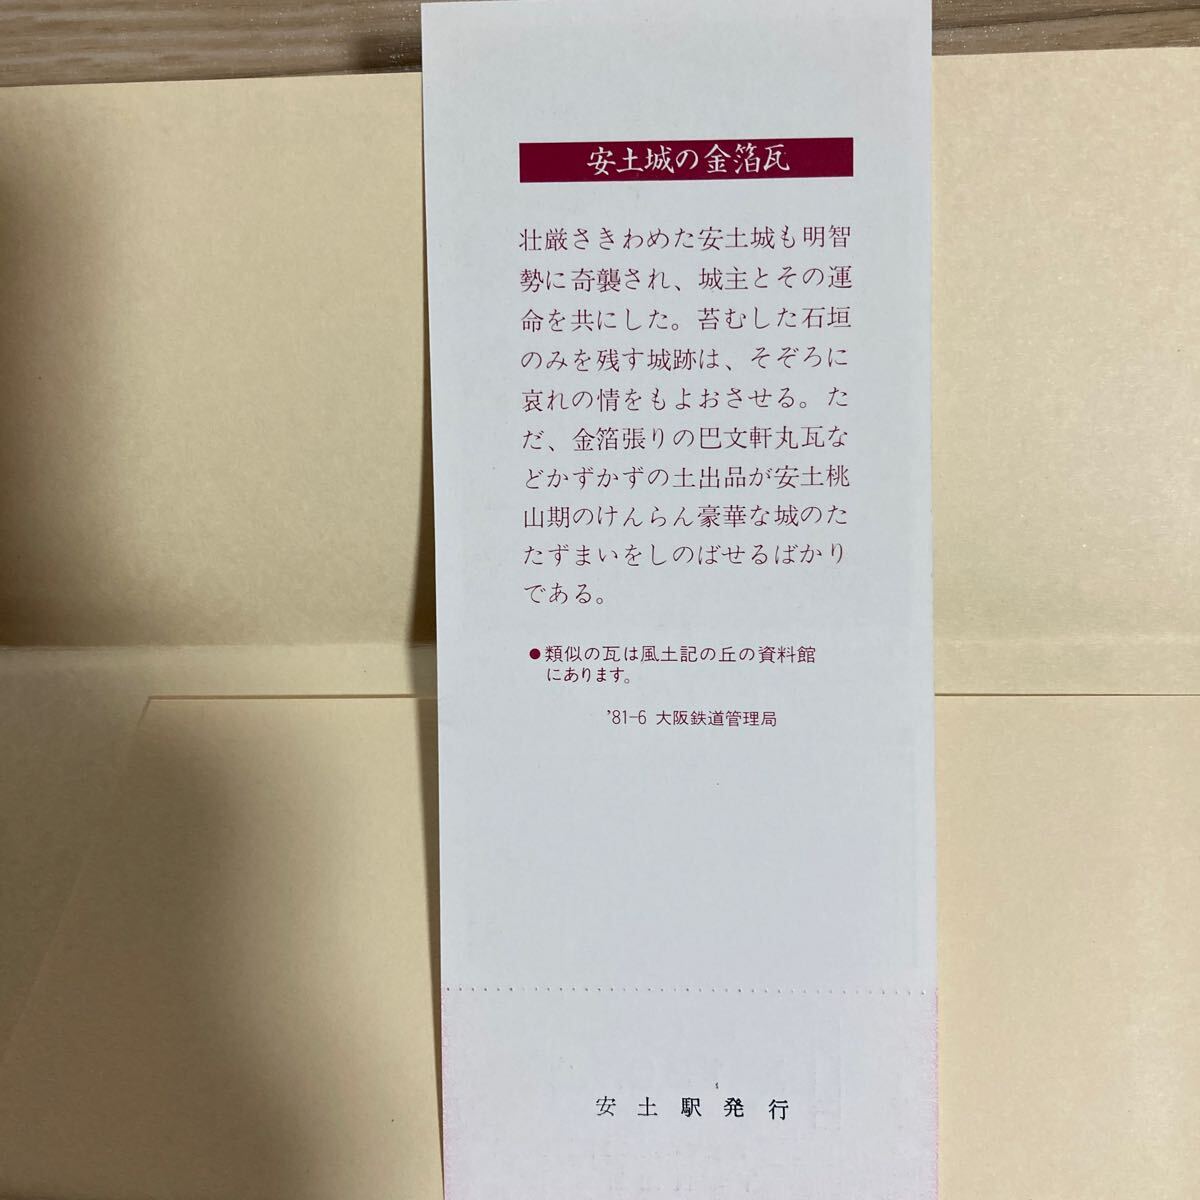 安土城の金箔瓦
壮厳さきわめた安土城も明智
勢に奇襲され、城主とその運
命を共にした。苔むした石垣
のみを残す城跡は、そぞろに
哀れの情をもよおさせる。た
だ、金箔張りの巴文軒丸瓦な
どかずかずの土出品が安土桃
山期のけんらん豪華な城のた
たずまいをしのばせるばかり
である。
●類似の瓦は風土記の丘の資料館
にあります。
'81-6 大阪鉄道管理局
安土駅発行